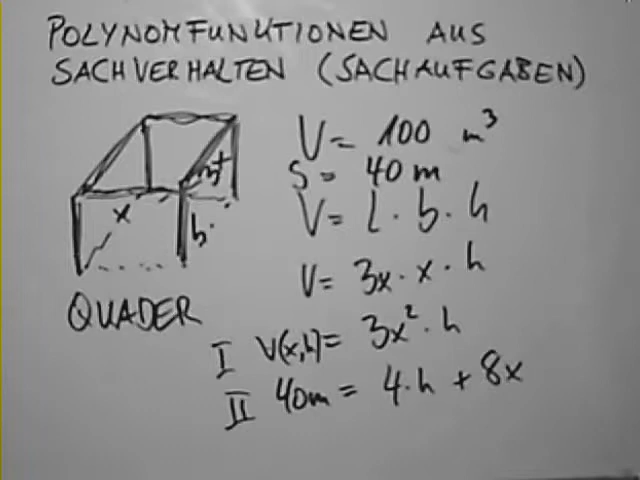 POLYNOMFUNKTIONEN AUS
SACHVERHALTEN (SACHAUFGABEN)
V = 100 m³
S = 40 m
V = l · b · h
V = 3x · x · h
x
h
QUADER
I V(x,h) = 3x² · h
II 40m = 4·h + 8x